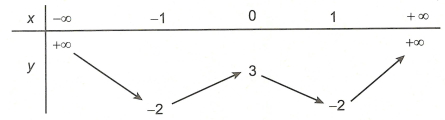 x –∞ –1 0 1 +∞
+∞ +∞
y 3
–2 –2